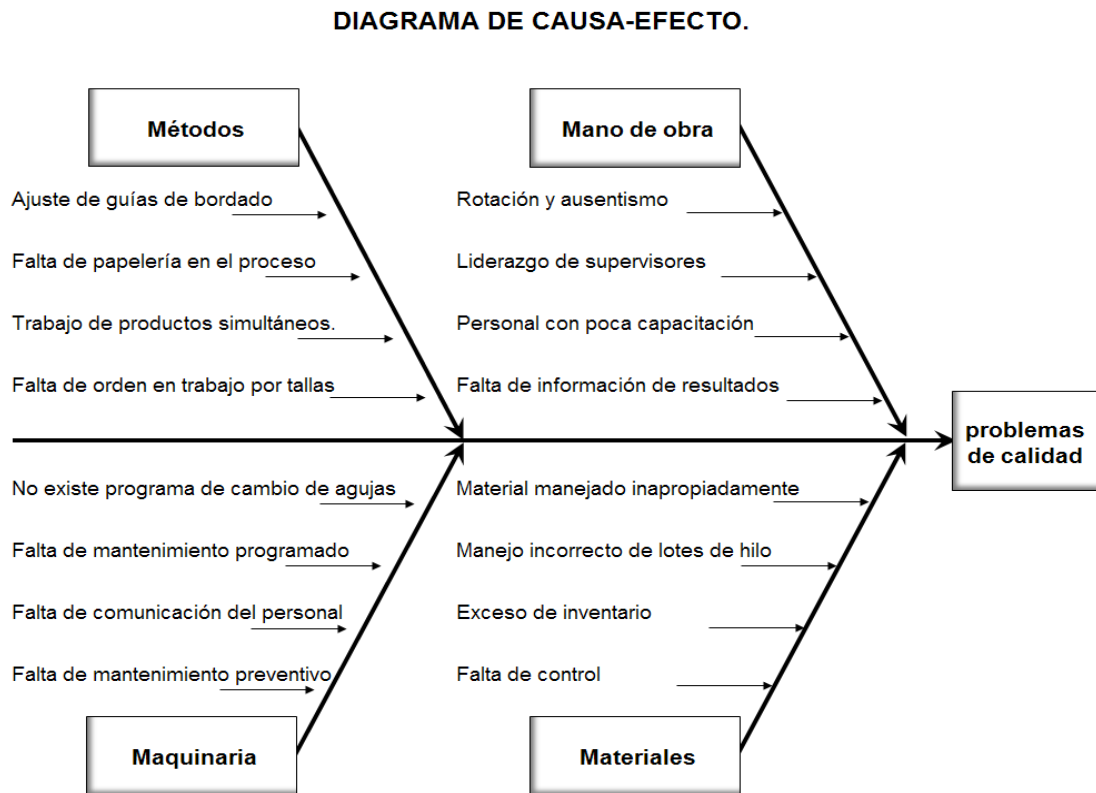 DIAGRAMA DE CAUSA-EFECTO.
Métodos
Ajuste de guías de bordado
Falta de papelería en el proceso
Trabajo de productos simultáneos.
Falta de orden en trabajo por tallas
Mano de obra
Rotación y ausentismo
Liderazgo de supervisores
Personal con poca capacitación
Falta de información de resultados
problemas
de calidad
No existe programa de cambio de agujas
Falta de mantenimiento programado
Falta de comunicación del personal
Falta de mantenimiento preventivo
Maquinaria
Material manejado inapropiadamente
Manejo incorrecto de lotes de hilo
Exceso de inventario
Falta de control
Materiales